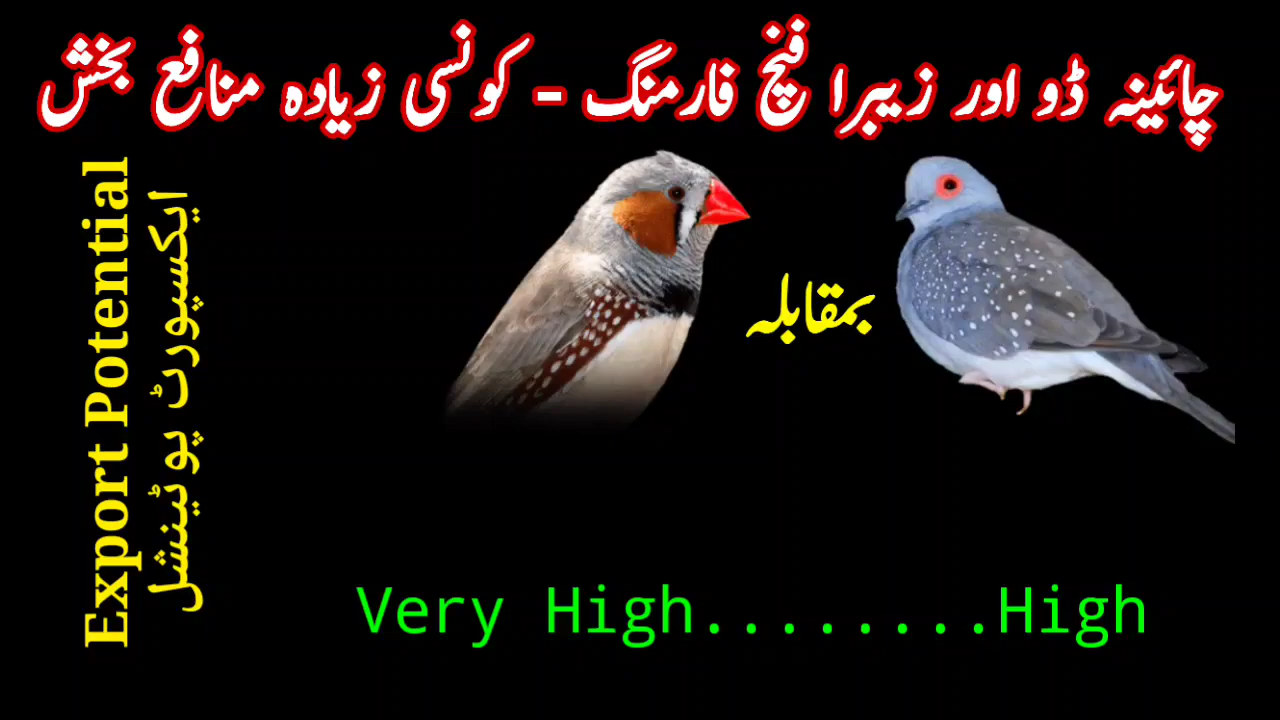 چائینہ ڈو اور زیبرا فنچ فارمنگ - کونسی زیادہ منافع بخش
Export Potential
ایکسپورٹ پوٹینشل
بمقابلہ
Very High.........High